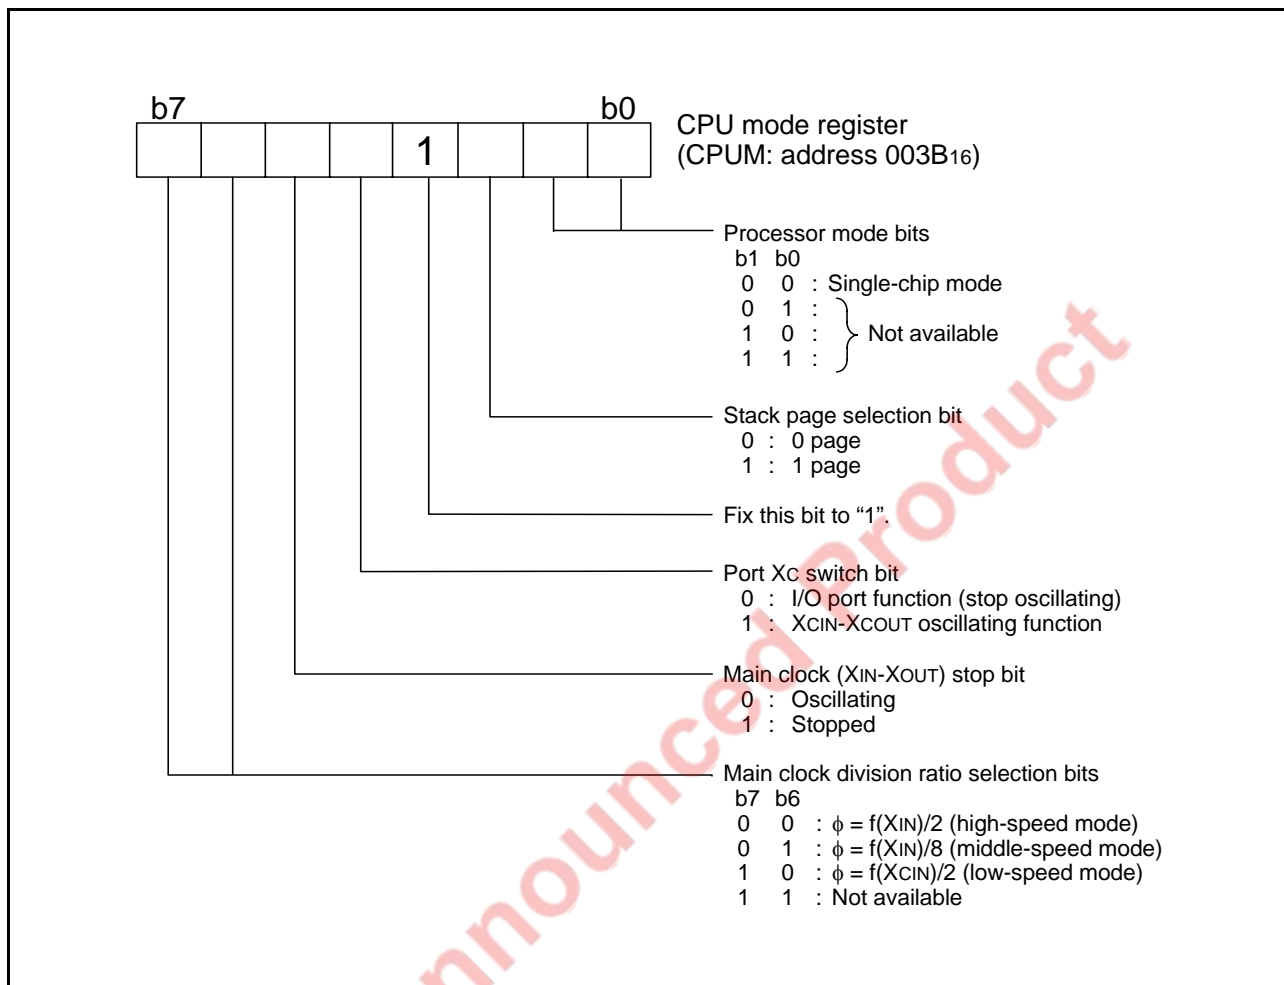 b7 b0
1
CPU mode register
(CPUM: address 003B16)
Processor mode bits
b1 b0
0 0 : Single-chip mode
0 1 :
1 0 : Not available
1 1 :
Stack page selection bit
0 : 0 page
1 : 1 page
Fix this bit to “1”.
Port XC switch bit
0 : I/O port function (stop oscillating)
1 : XCIN-XCOUT oscillating function
Main clock (XIN-XOUT) stop bit
0 : Oscillating
1 : Stopped
Main clock division ratio selection bits
b7 b6
0 0 : φ = f(XIN)/2 (high-speed mode)
0 1 : φ = f(XIN)/8 (middle-speed mode)
1 0 : φ = f(XCIN)/2 (low-speed mode)
1 1 : Not available
nnounced Product